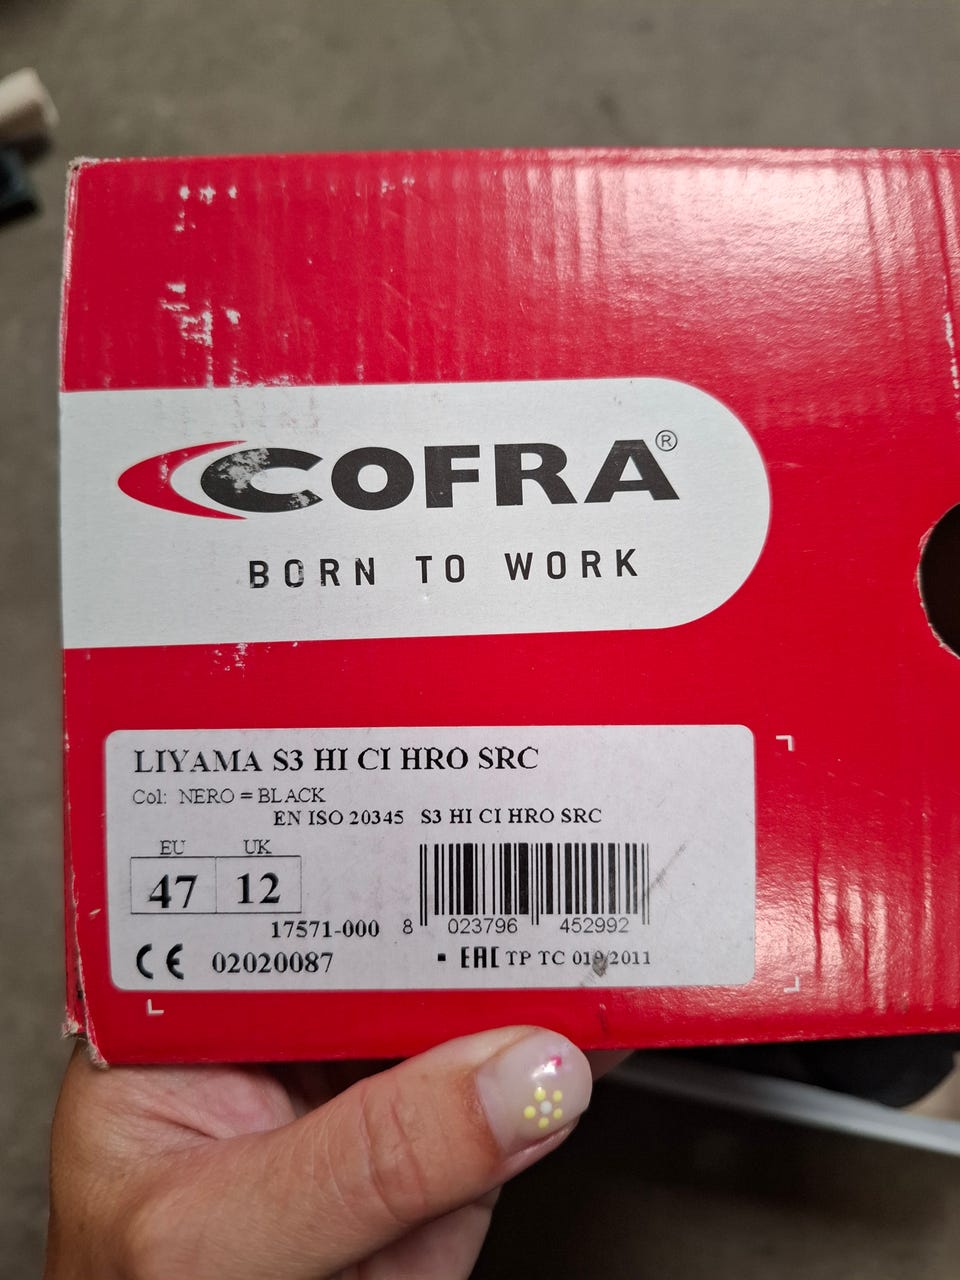 COFRA®
BORN TO WORK
LIYAMA S3 HI CI HRO SRC
Col: NERO = BLACK
EN ISO 20345 S3 HI CI HRO SRC
EU UK
47 12
17571-000
8 023796 452992
CE 02020087
EAC TP TC 019/2011